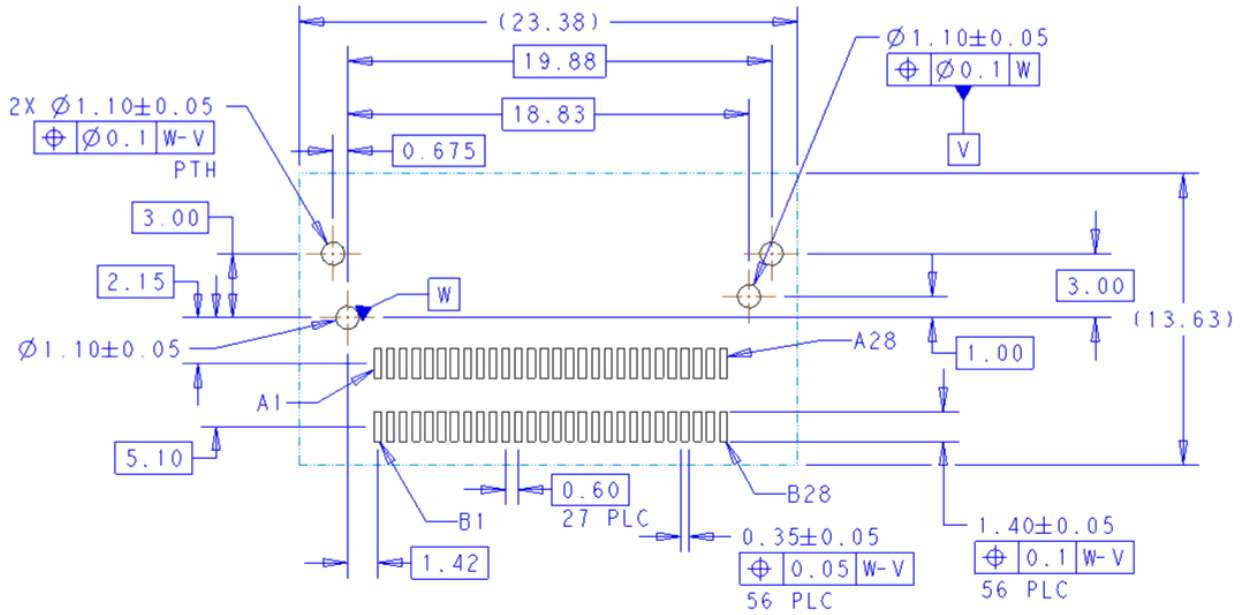 (23.38)
19.88
Ø1.10±0.05
⌖ Ø0.1 W
V
2X Ø1.10±0.05
⌖ Ø0.1 W-V
PTH
18.83
0.675
3.00
2.15
W
3.00
(13.63)
Ø1.10±0.05
A28
1.00
A1
5.10
0.60
27 PLC
B28
B1
1.42
0.35±0.05
⌖ 0.05 W-V
56 PLC
1.40±0.05
⌖ 0.1 W-V
56 PLC